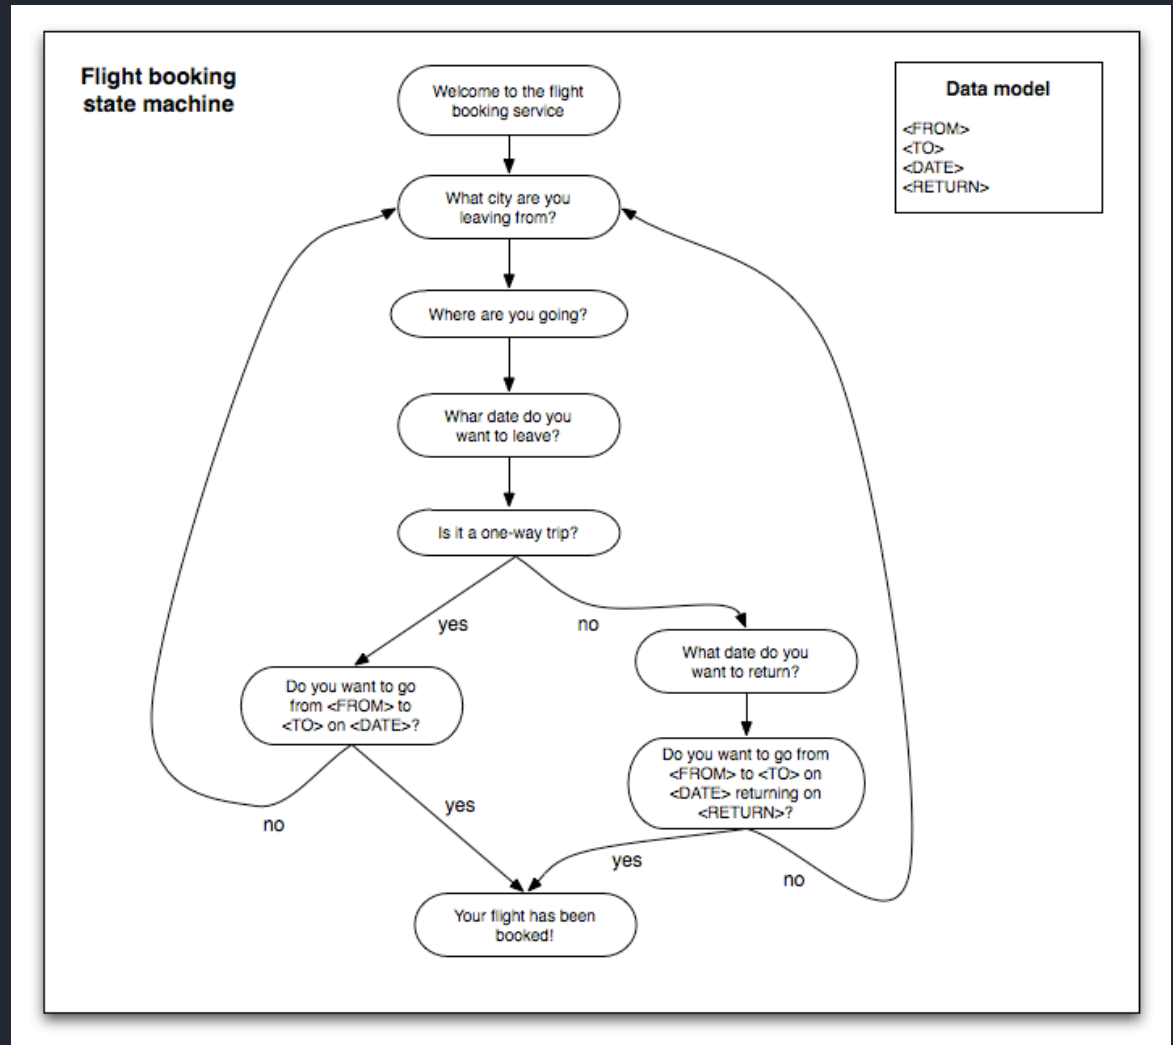 Flight booking
state machine
Welcome to the flight
booking service
Data model
<FROM>
<TO>
<DATE>
<RETURN>
What city are you
leaving from?
Where are you going?
Whar date do you
want to leave?
Is it a one-way trip?
yes
no
What date do you
want to return?
Do you want to go
from <FROM> to
<TO> on <DATE>?
Do you want to go from
<FROM> to <TO> on
<DATE> returning on
<RETURN>?
no
yes
yes
no
Your flight has been
booked!